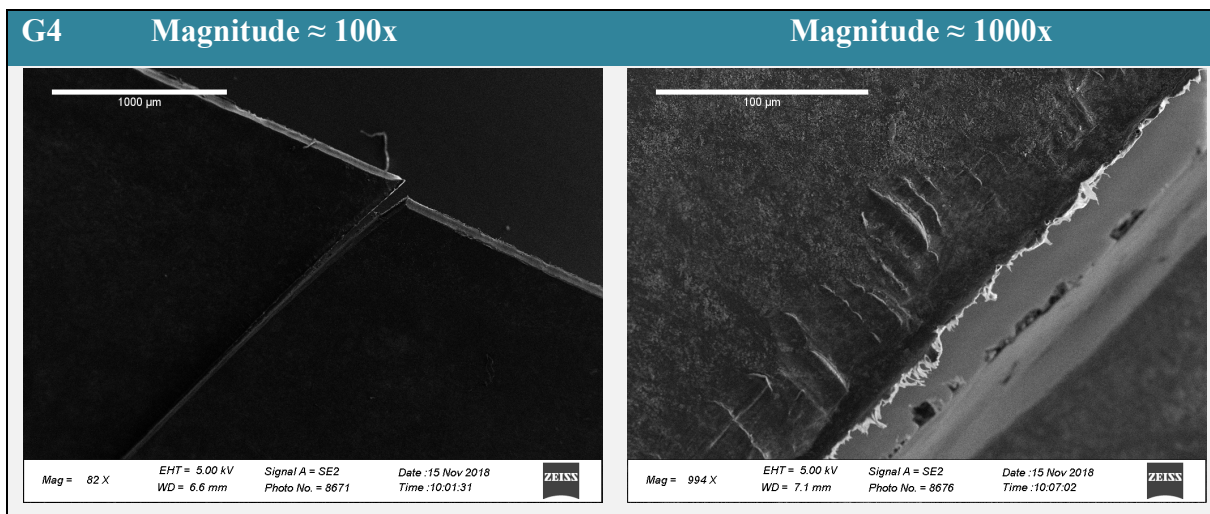 G4 Magnitude ≈ 100x Magnitude ≈ 1000x
1000 µm
100 µm
Mag = 82 X
EHT = 5.00 kV
WD = 6.6 mm
Signal A = SE2
Photo No. = 8671
Date :15 Nov 2018
Time :10:01:31
ZEISS
Mag = 994 X
EHT = 5.00 kV
WD = 7.1 mm
Signal A = SE2
Photo No. = 8676
Date :15 Nov 2018
Time :10:07:02
ZEISS